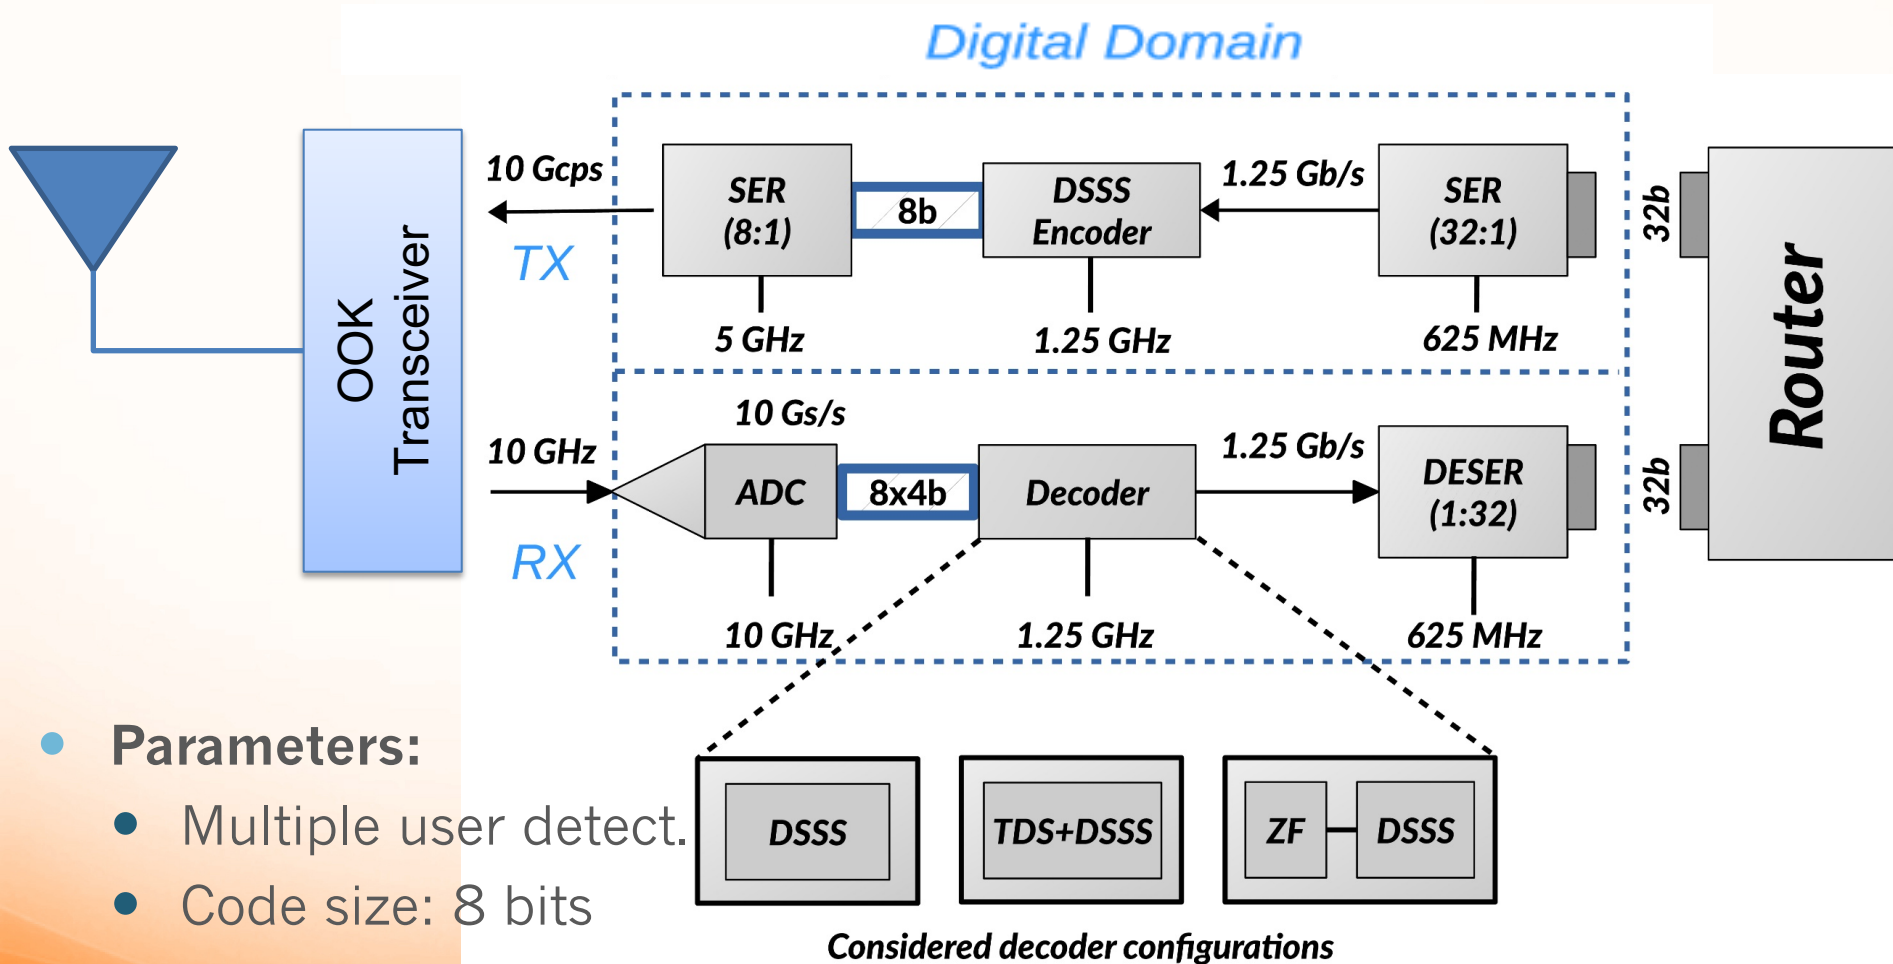 Digital Domain
OOK
Transceiver
10 Gcps
TX
SER
(8:1)
5 GHz
8b
DSSS
Encoder
1.25 GHz
1.25 Gb/s
SER
(32:1)
625 MHz
32b
Router
10 GHz
RX
10 Gs/s
ADC
10 GHz
8x4b
Decoder
1.25 GHz
1.25 Gb/s
DESER
(1:32)
625 MHz
32b
Parameters:
Multiple user detect.
Code size: 8 bits
DSSS
TDS+DSSS
ZF
DSSS
Considered decoder configurations